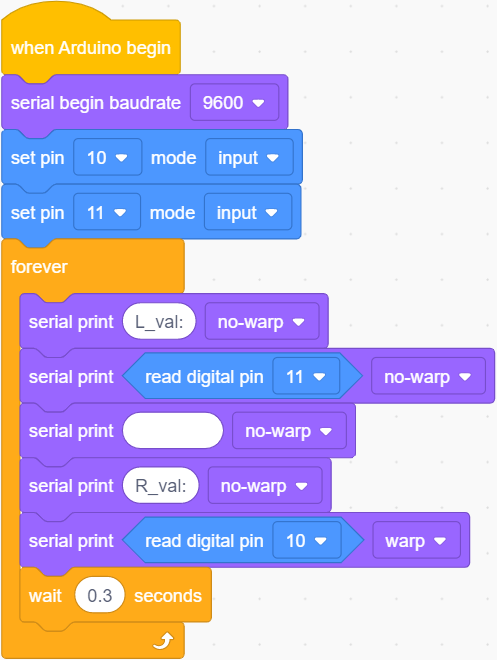 when Arduino begin
serial begin baudrate 9600
set pin 10 mode input
set pin 11 mode input
forever
serial print L_val: no-warp
serial print read digital pin 11 no-warp
serial print no-warp
serial print R_val: no-warp
serial print read digital pin 10 warp
wait 0.3 seconds